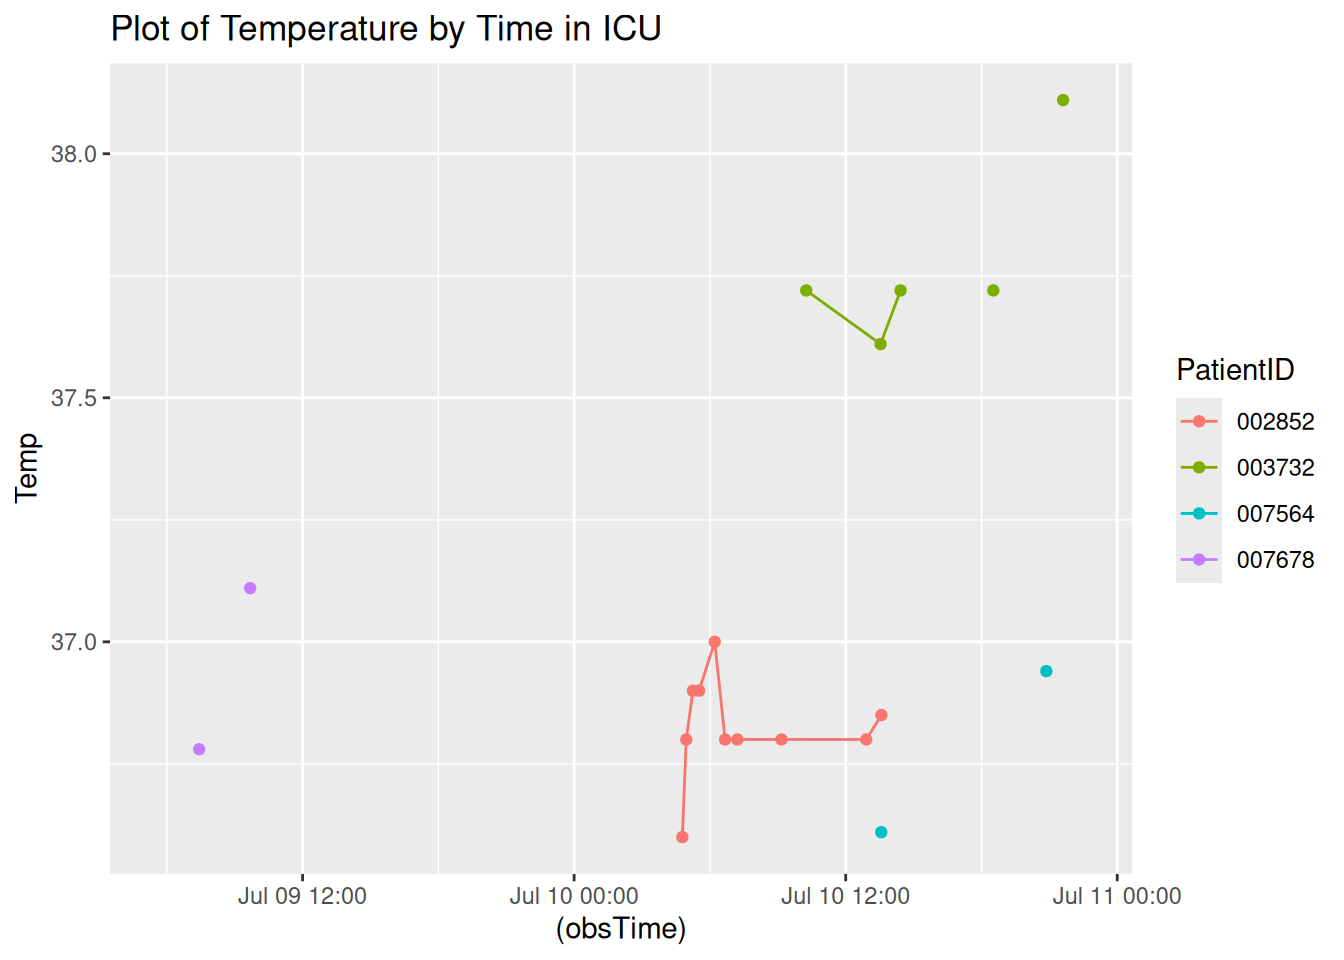 Plot of Temperature by Time in ICU
38.0
37.5
37.0
Temp
Jul 09 12:00
Jul 10 00:00
Jul 10 12:00
Jul 11 00:00
(obsTime)
PatientID
002852
003732
007564
007678